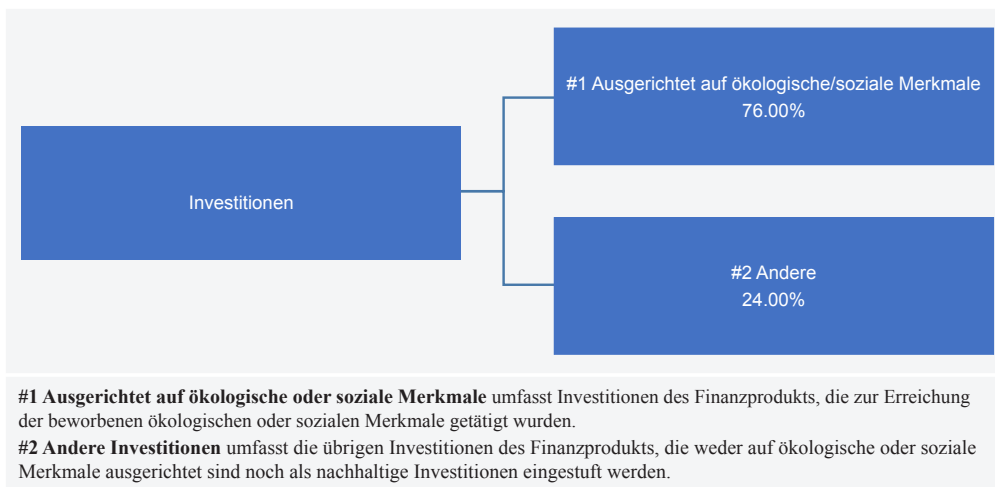 #1 Ausgerichtet auf ökologische/soziale Merkmale
76.00%
Investitionen
#2 Andere
24.00%
#1 Ausgerichtet auf ökologische oder soziale Merkmale umfasst Investitionen des Finanzprodukts, die zur Erreichung
der beworbenen ökologischen oder sozialen Merkmale getätigt wurden.
#2 Andere Investitionen umfasst die übrigen Investitionen des Finanzprodukts, die weder auf ökologische oder soziale
Merkmale ausgerichtet sind noch als nachhaltige Investitionen eingestuft werden.